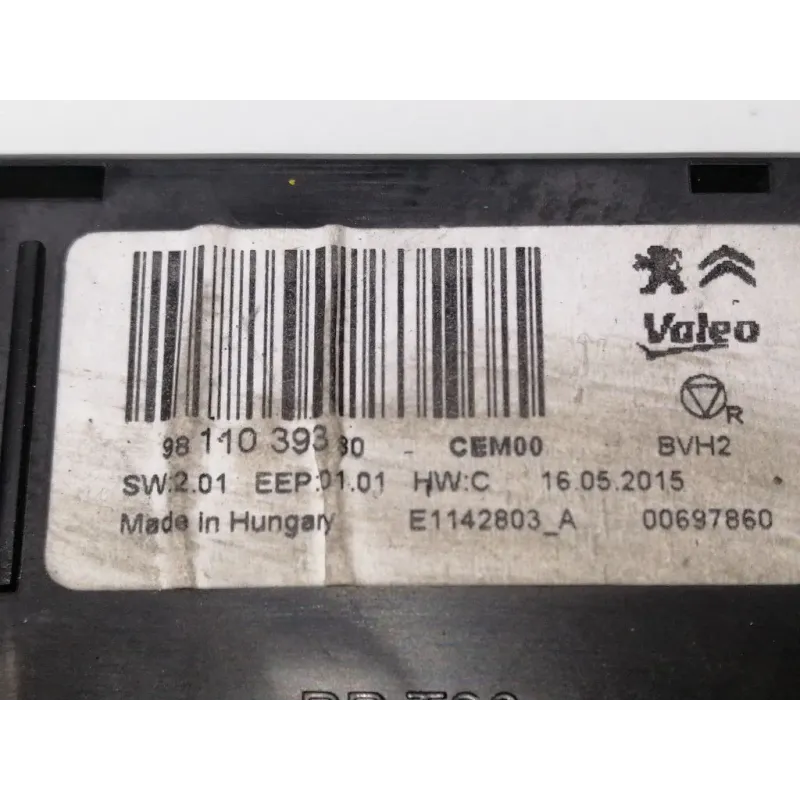 Valeo
R
98 110 393 80 - CEM00 BVH2
SW:2.01 EEP:01.01 HW:C 16.05.2015
Made in Hungary E1142803_A 00697860